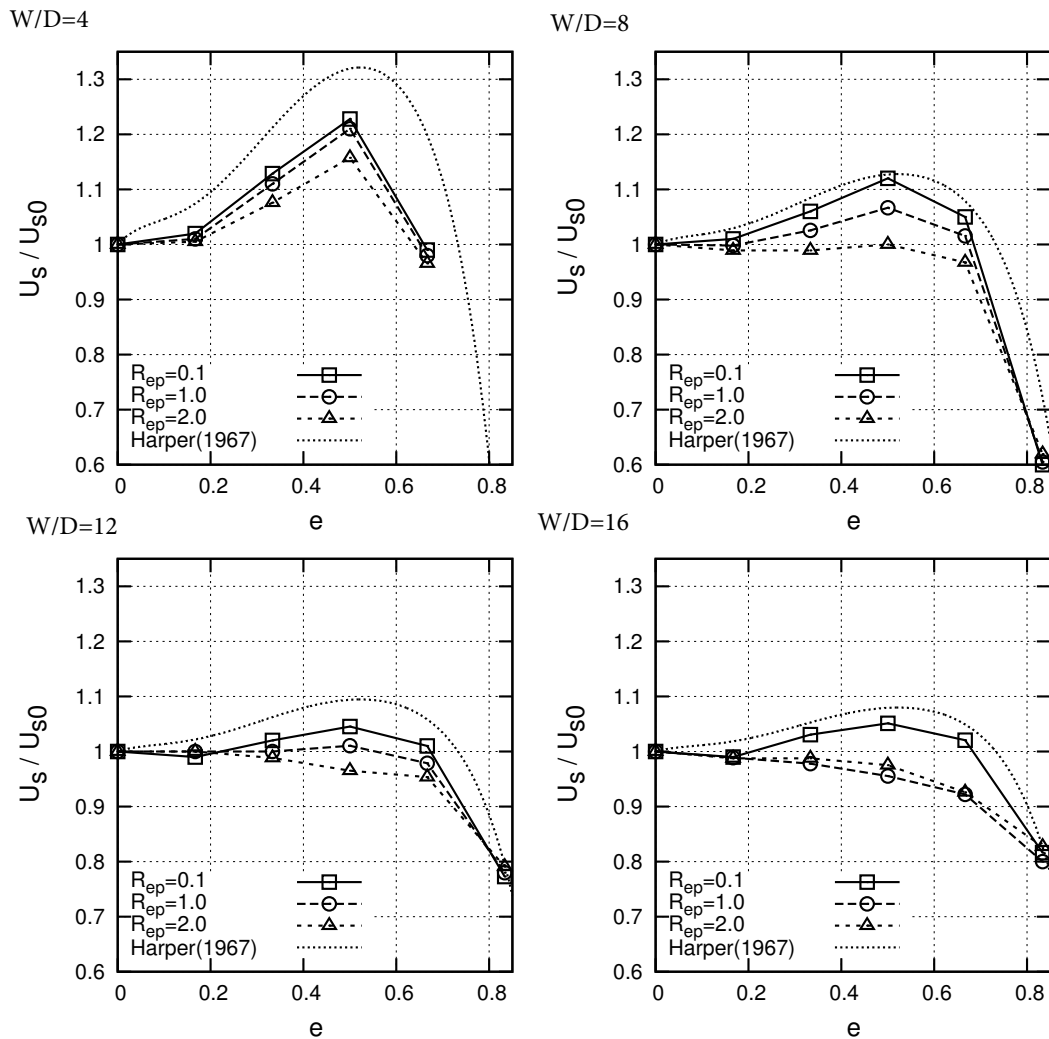 W/D=4
1.3
1.2
1.1
1
0.9
0.8
0.7
0.6
U_s / U_s0
R_ep=0.1
R_ep=1.0
R_ep=2.0
Harper(1967)
0 0.2 0.4 0.6 0.8
e
W/D=8
1.3
1.2
1.1
1
0.9
0.8
0.7
0.6
U_s / U_s0
R_ep=0.1
R_ep=1.0
R_ep=2.0
Harper(1967)
0 0.2 0.4 0.6 0.8
e
W/D=12
1.3
1.2
1.1
1
0.9
0.8
0.7
0.6
U_s / U_s0
R_ep=0.1
R_ep=1.0
R_ep=2.0
Harper(1967)
0 0.2 0.4 0.6 0.8
e
W/D=16
1.3
1.2
1.1
1
0.9
0.8
0.7
0.6
U_s / U_s0
R_ep=0.1
R_ep=1.0
R_ep=2.0
Harper(1967)
0 0.2 0.4 0.6 0.8
e